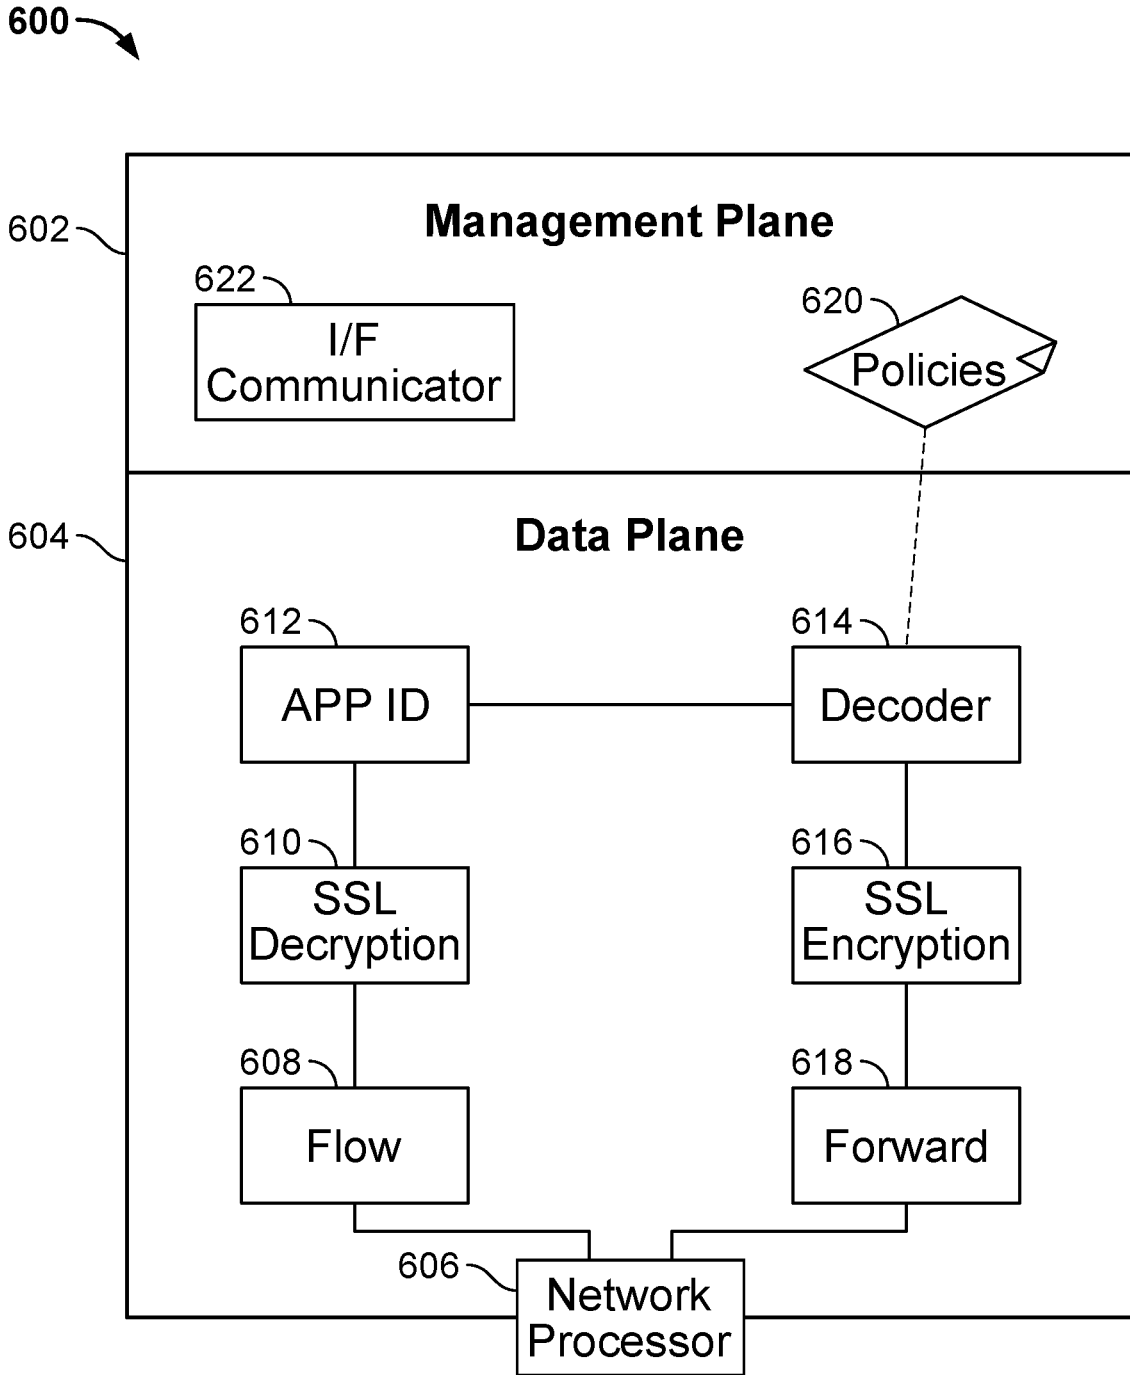 600
602
Management Plane
622
I/F
Communicator
620
Policies
604
Data Plane
612
APP ID
614
Decoder
610
SSL
Decryption
616
SSL
Encryption
608
Flow
618
Forward
606
Network
Processor